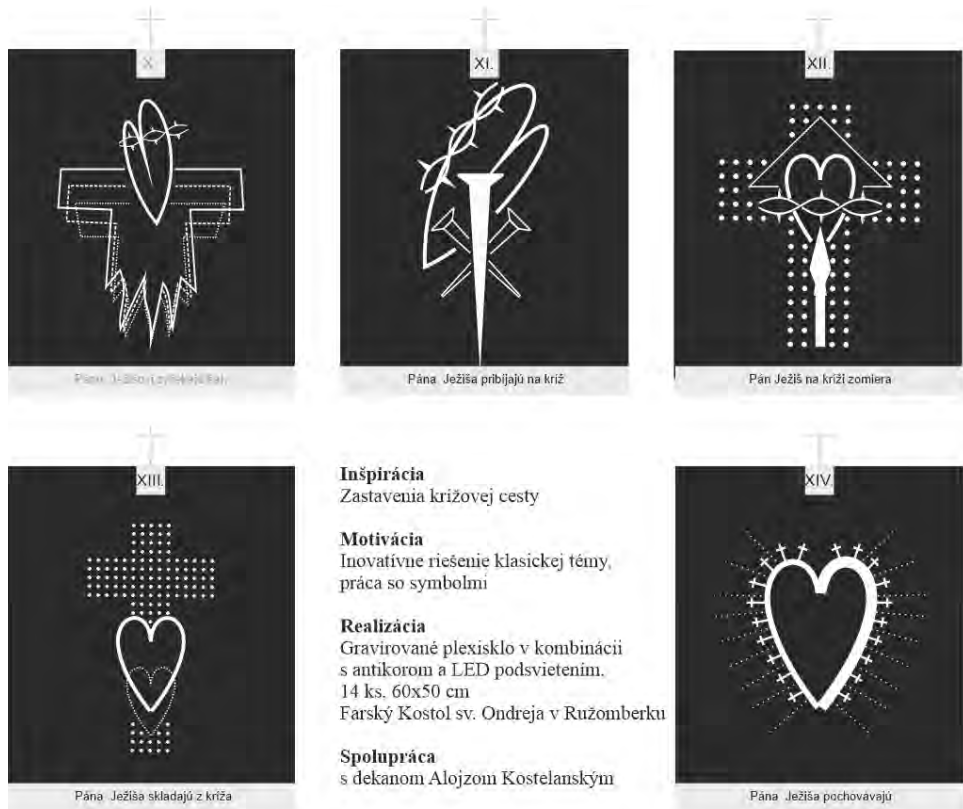 X.
XI.
XII.
Pána Ježiša pribíjajú na kríž
Pán Ježiš na kríži zomiera
XIII.
XIV.
Inšpirácia
Zastavenia krížovej cesty
Motivácia
Inovatívne riešenie klasickej témy,
práca so symbolmi
Realizácia
Gravírované plexisklo v kombinácii
s antikorom a LED podsvietením.
14 ks. 60x50 cm
Farský Kostol sv. Ondreja v Ružomberku
Spolupráca
s dekanom Alojzom Kostelanským
Pána Ježiša skladajú z kríža
Pána Ježiša pochovávajú